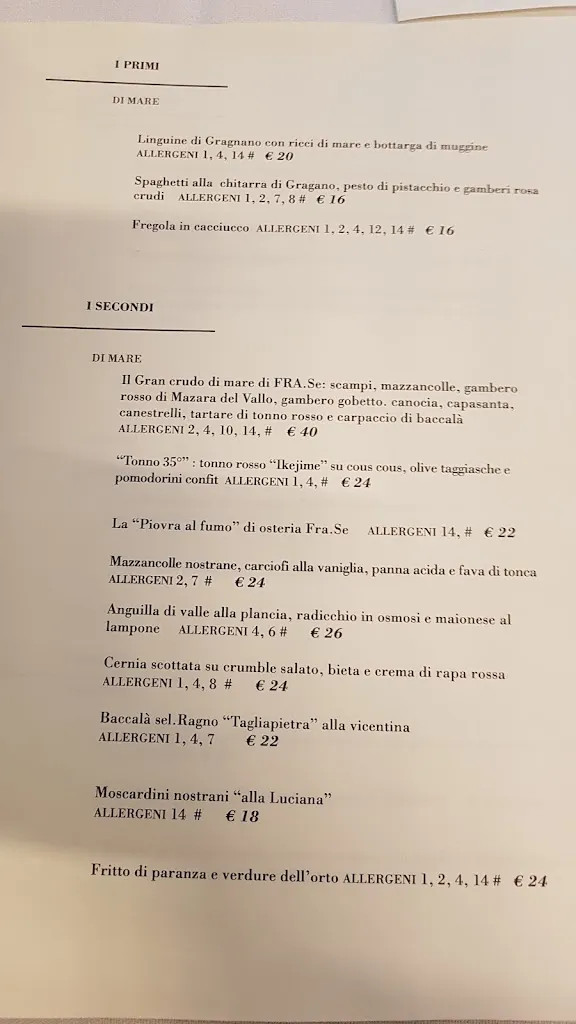 I PRIMI
DI MARE
Linguine di Gragnano con ricci di mare e bottarga di muggine
ALLERGENI 1, 4, 14 # € 20
Spaghetti alla chitarra di Gragano, pesto di pistacchio e gamberi rosa
crudi ALLERGENI 1, 2, 7, 8 # € 16
Fregola in cacciucco ALLERGENI 1, 2, 4, 12, 14 # € 16
I SECONDI
DI MARE
Il Gran crudo di mare di FRA.Se: scampi, mazzancolle, gambero
rosso di Mazara del Vallo, gambero gobetto. canocia, capasanta,
canestrelli, tartare di tonno rosso e carpaccio di baccalà
ALLERGENI 2, 4, 10, 14, # € 40
“Tonno 35°” : tonno rosso “Ikejime” su cous cous, olive taggiasche e
pomodorini confit ALLERGENI 1, 4, # € 24
La “Piovra al fumo” di osteria Fra.Se ALLERGENI 14, # € 22
Mazzancolle nostrane, carciofi alla vaniglia, panna acida e fava di tonca
ALLERGENI 2, 7 # € 24
Anguilla di valle alla plancia, radicchio in osmosi e maionese al
lampone ALLERGENI 4, 6 # € 26
Cernia scottata su crumble salato, bieta e crema di rapa rossa
ALLERGENI 1, 4, 8 # € 24
Baccalà sel.Ragno “Tagliapietra” alla vicentina
ALLERGENI 1, 4, 7 € 22
Moscardini nostrani “alla Luciana”
ALLERGENI 14 # € 18
Fritto di paranza e verdure dell’orto ALLERGENI 1, 2, 4, 14 # € 24